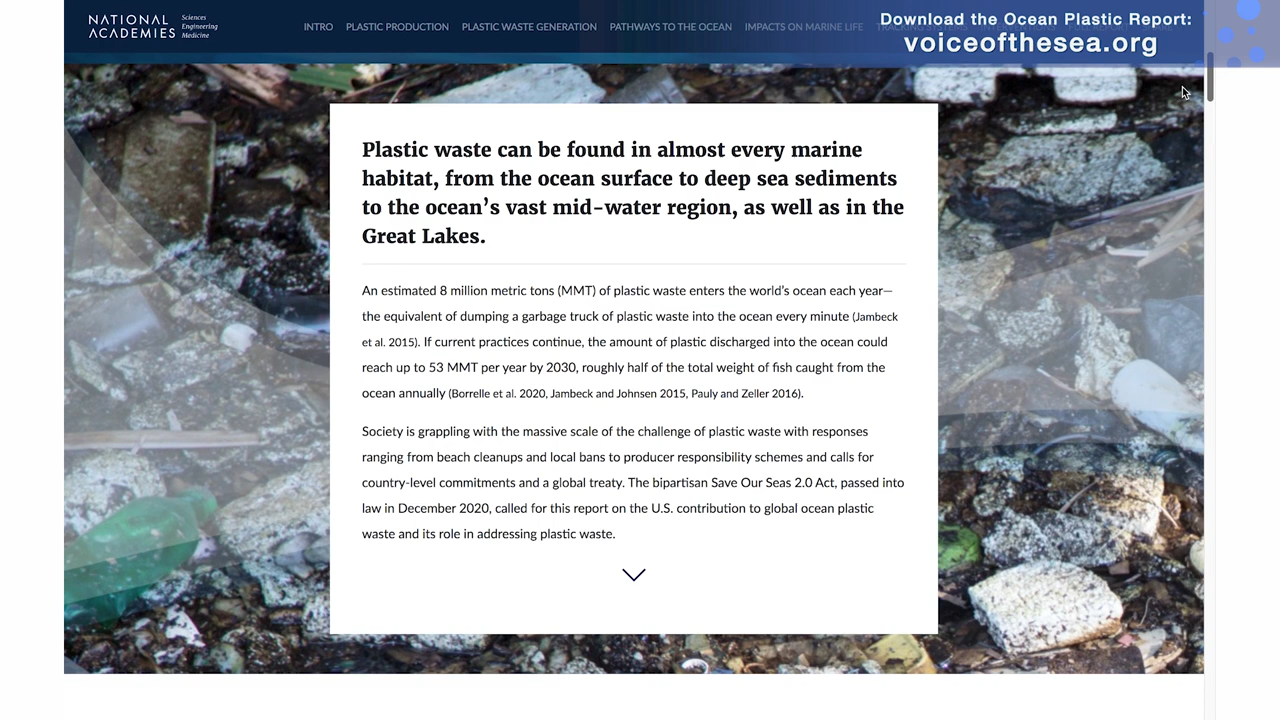 NATIONAL ACADEMIES
Sciences
Engineering
Medicine
INTRO PLASTIC PRODUCTION PLASTIC WASTE GENERATION PATHWAYS TO THE OCEAN IMPACTS ON MARINE LIFE
Download the Ocean Plastic Report:
voiceofthesea.org
Plastic waste can be found in almost every marine
habitat, from the ocean surface to deep sea sediments
to the ocean’s vast mid-water region, as well as in the
Great Lakes.
An estimated 8 million metric tons (MMT) of plastic waste enters the world’s ocean each year—
the equivalent of dumping a garbage truck of plastic waste into the ocean every minute (Jambeck
et al. 2015). If current practices continue, the amount of plastic discharged into the ocean could
reach up to 53 MMT per year by 2030, roughly half of the total weight of fish caught from the
ocean annually (Borrelle et al. 2020, Jambeck and Johnsen 2015, Pauly and Zeller 2016).
Society is grappling with the massive scale of the challenge of plastic waste with responses
ranging from beach cleanups and local bans to producer responsibility schemes and calls for
country-level commitments and a global treaty. The bipartisan Save Our Seas 2.0 Act, passed into
law in December 2020, called for this report on the U.S. contribution to global ocean plastic
waste and its role in addressing plastic waste.